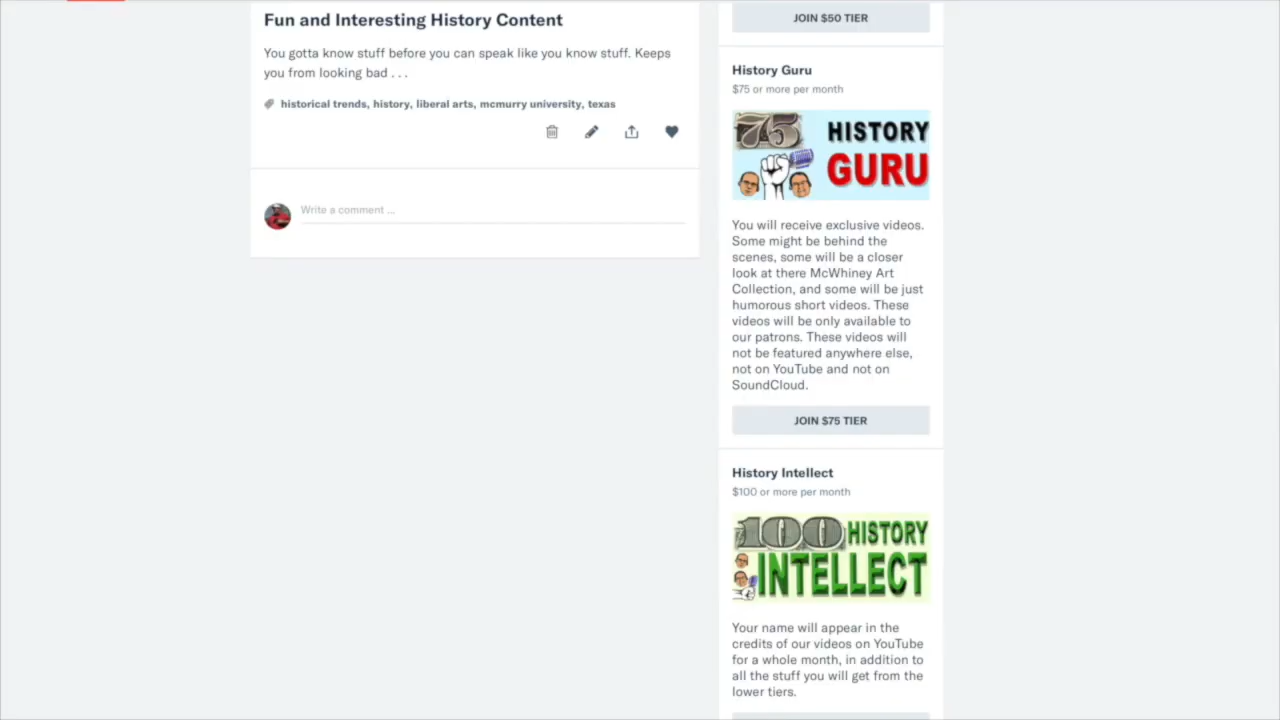 Fun and Interesting History Content
You gotta know stuff before you can speak like you know stuff. Keeps
you from looking bad . . .
historical trends, history, liberal arts, mcmurry university, texas
Write a comment ...
JOIN $50 TIER
History Guru
$75 or more per month
75
HISTORY
GURU
You will receive exclusive videos.
Some might be behind the
scenes, some will be a closer
look at there McWhiney Art
Collection, and some will be just
humorous short videos. These
videos will be only available to
our patrons. These videos will
not be featured anywhere else,
not on YouTube and not on
SoundCloud.
JOIN $75 TIER
History Intellect
$100 or more per month
100 HISTORY
INTELLECT
Your name will appear in the
credits of our videos on YouTube
for a whole month, in addition to
all the stuff you will get from the
lower tiers.